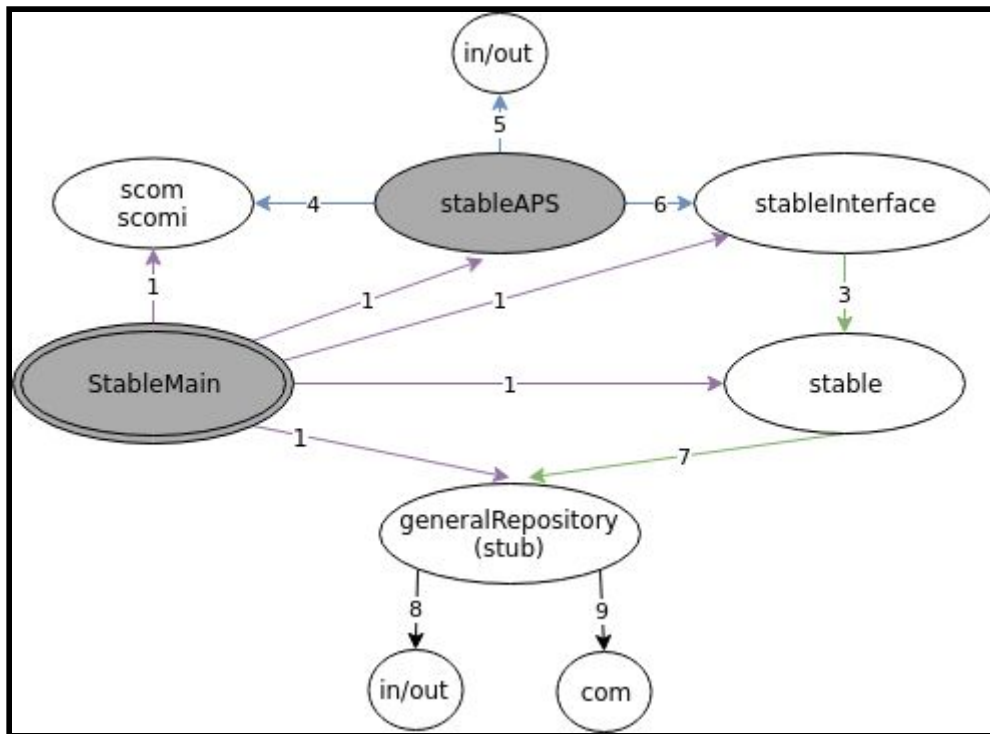 in/out
5
scom
scomi
4
stableAPS
6
stableInterface
1
1
1
3
StableMain
1
stable
1
7
generalRepository
(stub)
8
9
in/out
com